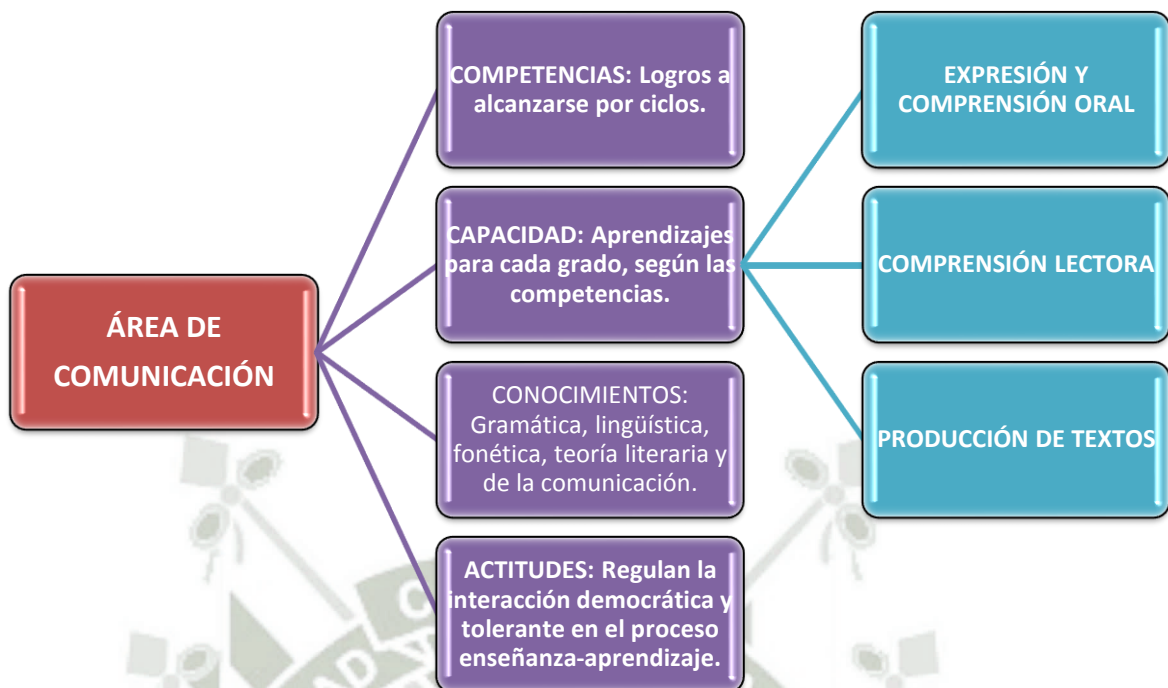 COMPETENCIAS: Logros a
alcanzarse por ciclos.
EXPRESIÓN Y
COMPRENSIÓN ORAL
CAPACIDAD: Aprendizajes
para cada grado, según las
competencias.
COMPRENSIÓN LECTORA
ÁREA DE
COMUNICACIÓN
CONOCIMIENTOS:
Gramática, lingüística,
fonética, teoría literaria y
de la comunicación.
PRODUCCIÓN DE TEXTOS
ACTITUDES: Regulan la
interacción democrática y
tolerante en el proceso
enseñanza-aprendizaje.